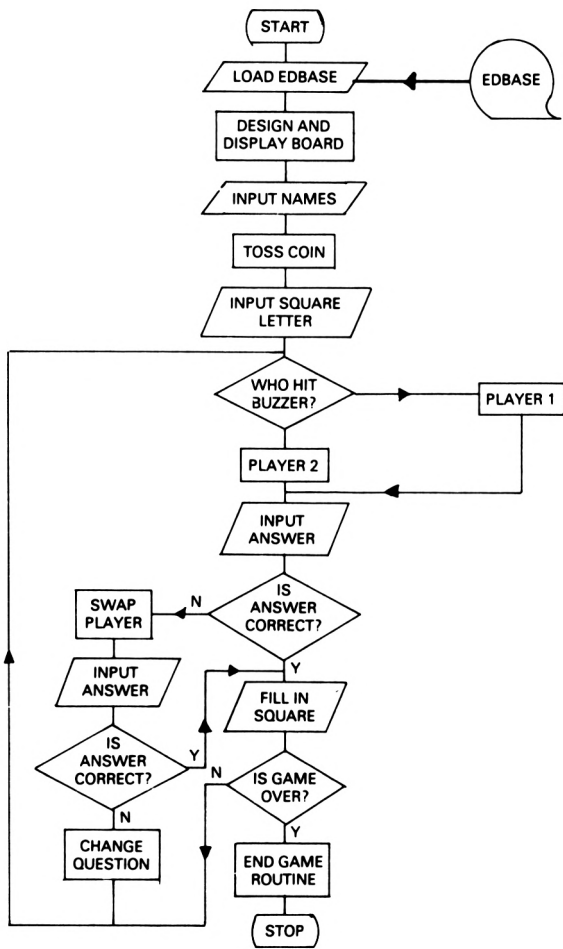 START
LOAD EDBASE
EDBASE
DESIGN AND
DISPLAY BOARD
INPUT NAMES
TOSS COIN
INPUT SQUARE
LETTER
WHO HIT
BUZZER?
PLAYER 1
PLAYER 2
INPUT
ANSWER
IS
ANSWER
CORRECT?
N
Y
SWAP
PLAYER
INPUT
ANSWER
IS
ANSWER
CORRECT?
Y
N
CHANGE
QUESTION
FILL IN
SQUARE
IS GAME
OVER?
N
Y
END GAME
ROUTINE
STOP